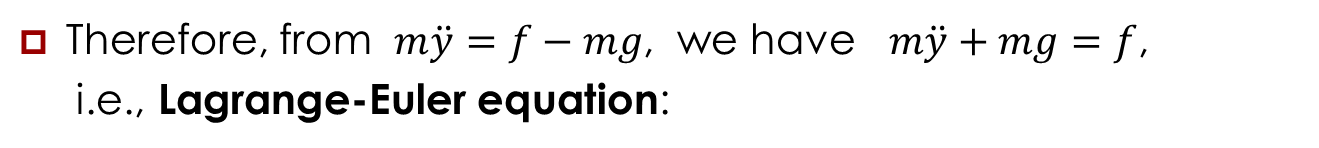 Therefore, from mÿ = f − mg, we have mÿ + mg = f,
i.e., Lagrange-Euler equation: